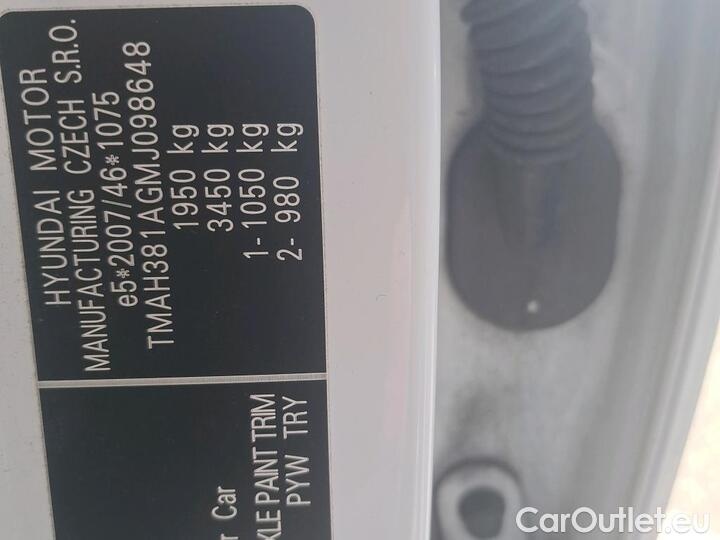 HYUNDAI MOTOR
MANUFACTURING CZECH S.R.O.
e5*2007/46*1075
TMAH381AGMJ098648
1950 kg
3450 kg
1- 1050 kg
2- 980 kg
Car
PAINT TRIM
PYW TRY
CarOutlet.eu